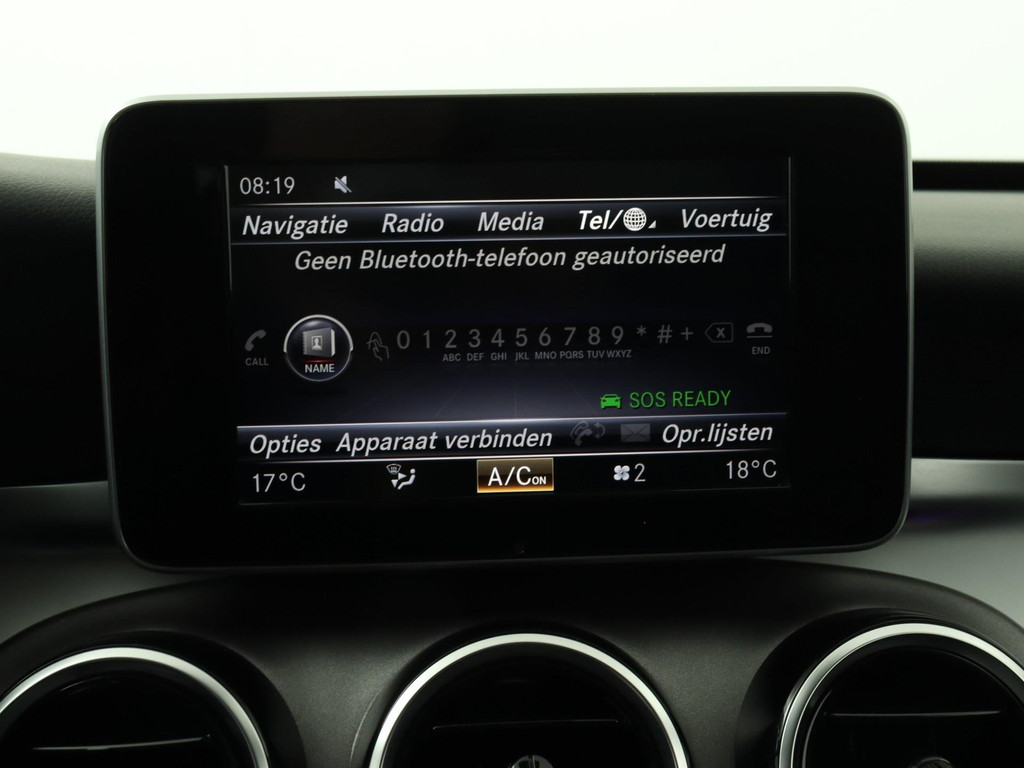 08:19
Navigatie Radio Media Tel/ Voertuig
Geen Bluetooth-telefoon geautoriseerd
CALL NAME 0 1 2 3 4 5 6 7 8 9 * # + X END
ABC DEF GHI JKL MNO PQRS TUV WXYZ
SOS READY
Opties Apparaat verbinden Opr.lijsten
17°C A/C ON 2 18°C